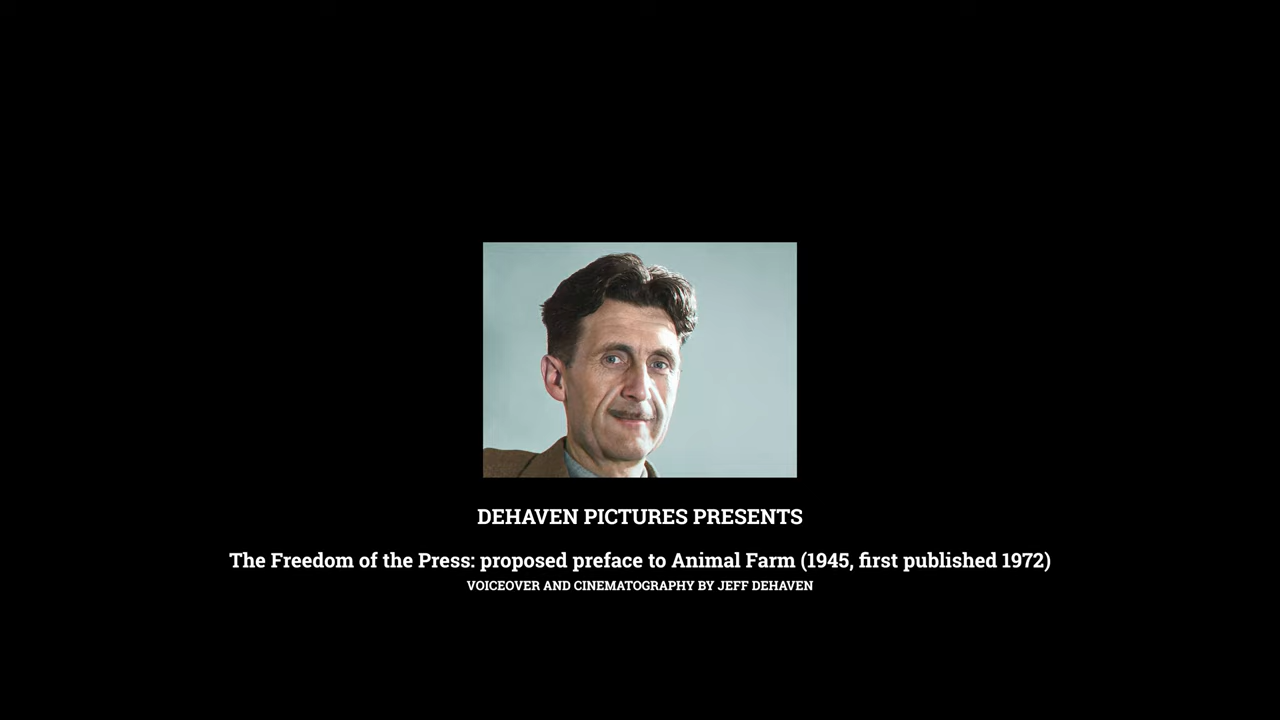 DEHAVEN PICTURES PRESENTS
The Freedom of the Press: proposed preface to Animal Farm (1945, first published 1972)
VOICEOVER AND CINEMATOGRAPHY BY JEFF DEHAVEN